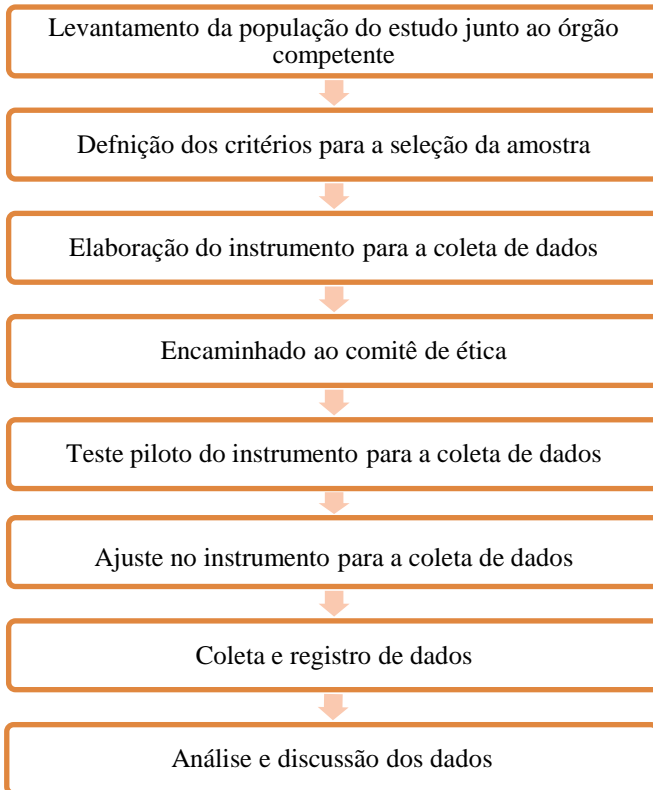 Levantamento da população do estudo junto ao órgão
competente
Defnição dos critérios para a seleção da amostra
Elaboração do instrumento para a coleta de dados
Encaminhado ao comitê de ética
Teste piloto do instrumento para a coleta de dados
Ajuste no instrumento para a coleta de dados
Coleta e registro de dados
Análise e discussão dos dados